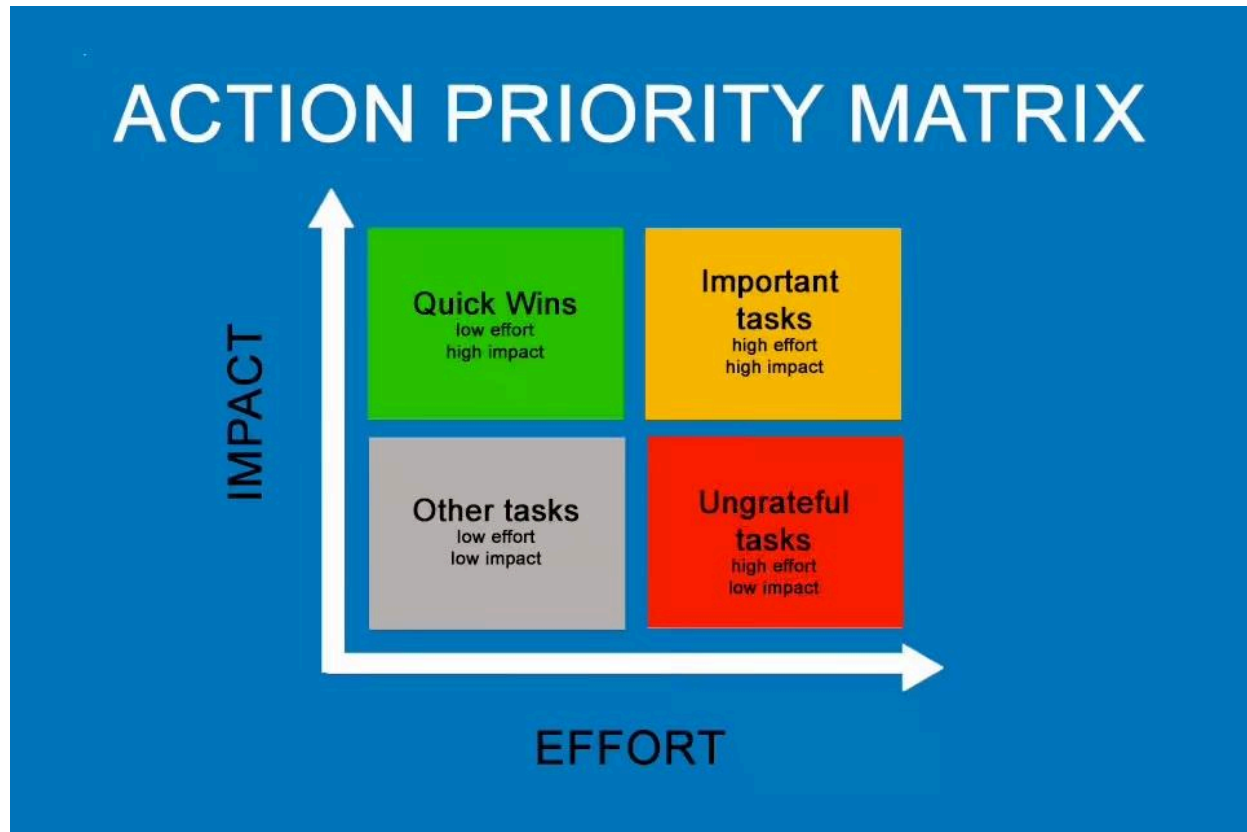 ACTION PRIORITY MATRIX
IMPACT
Quick Wins
low effort
high impact
Important
tasks
high effort
high impact
Other tasks
low effort
low impact
Ungrateful
tasks
high effort
low impact
EFFORT